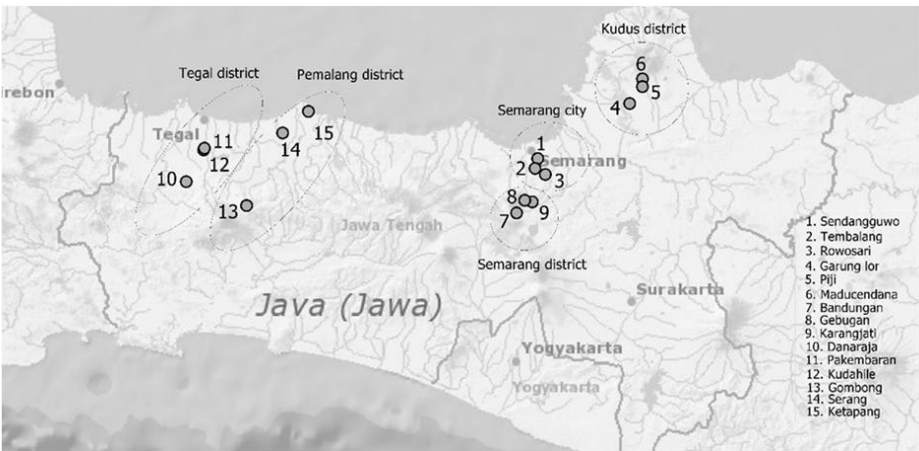 Kudus district
6
5
4
Tegal district
Pemalang district
irebon
Semarang city
Tegal
11
12
15
14
1
Semarang
2
3
10
13
8
9
7
Jawa Tengah
Semarang district
1. Sendangguwo
2. Tembalang
3. Rowosari
4. Garung lor
5. Piji
6. Maducendana
7. Bandungan
8. Gebugan
9. Karangjati
10. Danaraja
11. Pakembaran
12. Kudahile
13. Gombong
14. Serang
15. Ketapang
Surakarta
Java (Jawa)
Yogyakarta
Yogyakarta